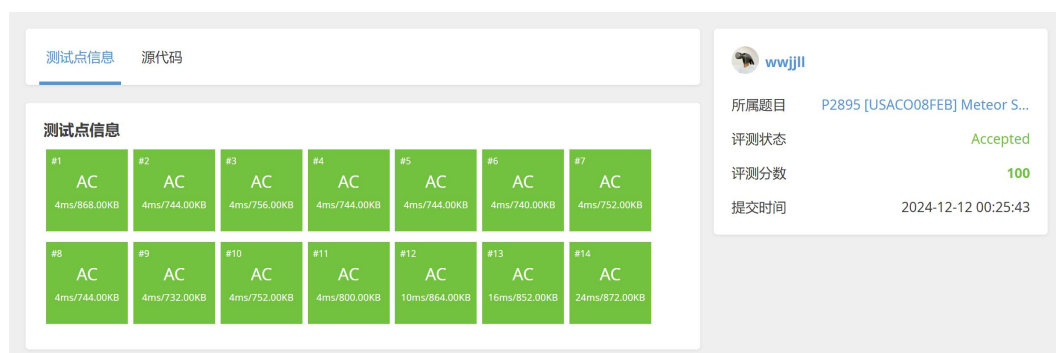 测试点信息 源代码
测试点信息
#1 #2 #3 #4 #5 #6 #7
AC AC AC AC AC AC AC
4ms/868.00KB 4ms/744.00KB 4ms/756.00KB 4ms/744.00KB 4ms/744.00KB 4ms/740.00KB 4ms/752.00KB
#8 #9 #10 #11 #12 #13 #14
AC AC AC AC AC AC AC
4ms/744.00KB 4ms/732.00KB 4ms/752.00KB 4ms/800.00KB 10ms/864.00KB 16ms/852.00KB 24ms/872.00KB
wwjjll
所属题目 P2895 [USACO08FEB] Meteor S...
评测状态 Accepted
评测分数 100
提交时间 2024-12-12 00:25:43